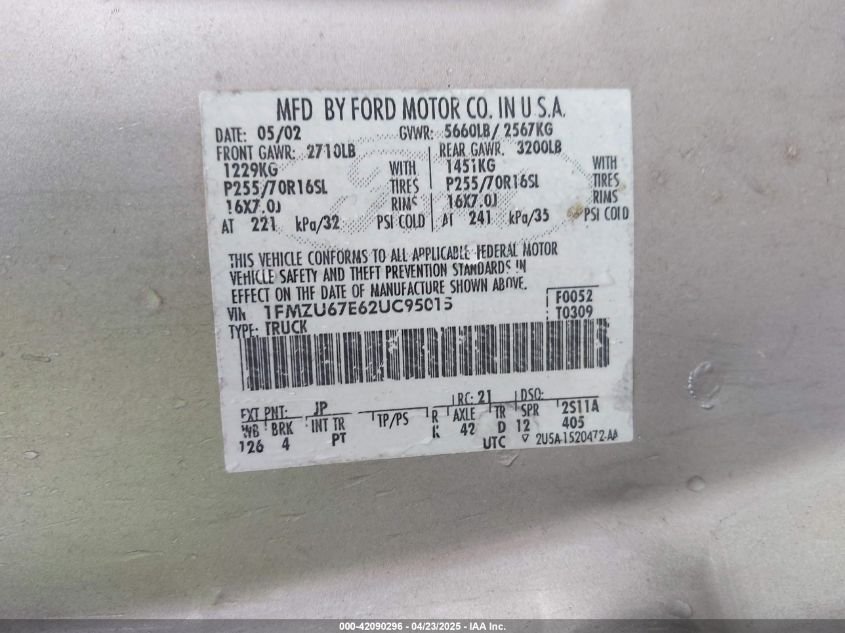 MFD BY FORD MOTOR CO. IN U.S.A.
DATE: 05/02 GVWR: 5660LB/ 2567KG
FRONT GAWR: 2710LB REAR GAWR: 3200LB
1229KG WITH 1451KG WITH
P255/70R16SL TIRES P255/70R16SL TIRES
16X7.0J RIMS 16X7.0J RIMS
AT 221 kPa/32 PSI COLD AT 241 kPa/35 PSI COLD
THIS VEHICLE CONFORMS TO ALL APPLICABLE FEDERAL MOTOR
VEHICLE SAFETY AND THEFT PREVENTION STANDARDS IN
EFFECT ON THE DATE OF MANUFACTURE SHOWN ABOVE.
VIN 1FMZU67E62UC95015 F0052
TYPE: TRUCK T0309
EXT PNT: JP RC: 21 DSO:
WB BRK INT TR TP/PS R AXLE TR SPR 2S11A
126 4 PT K 42 D 12 405
UTC 2U5A-1520472-AA
000-42090296 - 04/23/2025 - IAA Inc.